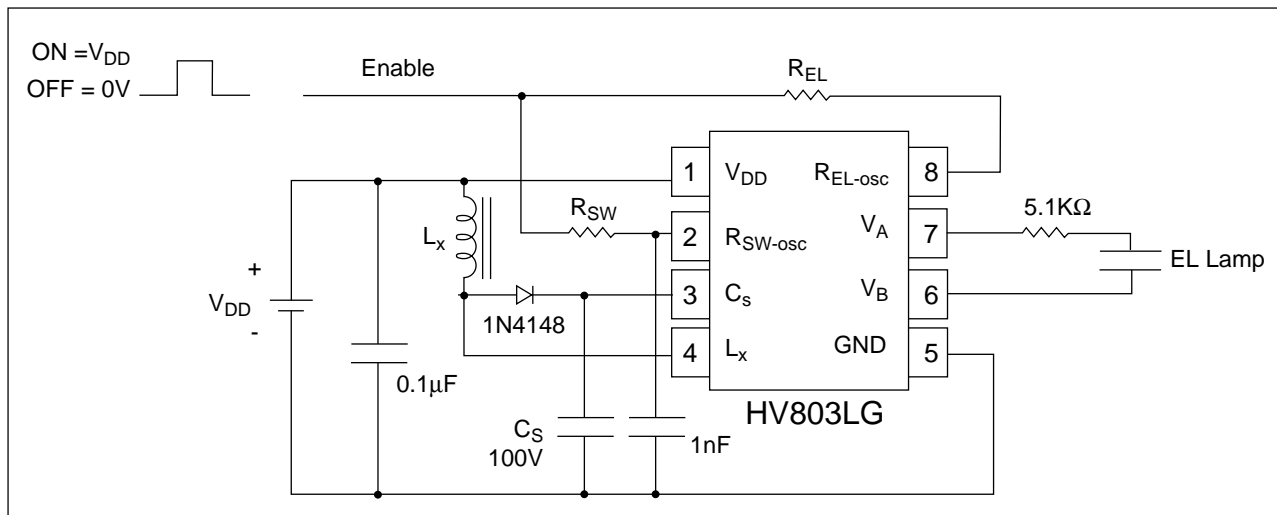 ON =VDD
OFF = 0V
Enable
REL
1
VDD
REL-osc
8
RSW
5.1KΩ
2
RSW-osc
VA
7
Lx
EL Lamp
+
VDD
-
3
Cs
VB
6
1N4148
4
Lx
GND
5
0.1μF
HV803LG
CS
100V
1nF